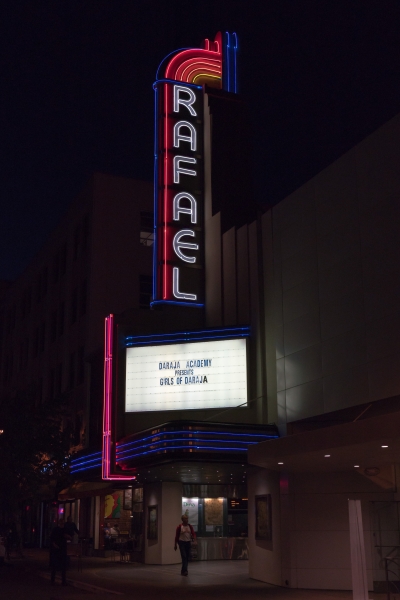 RAFAEL
DARAJA ACADEMY
PRESENTS
GIRLS OF DARAJA